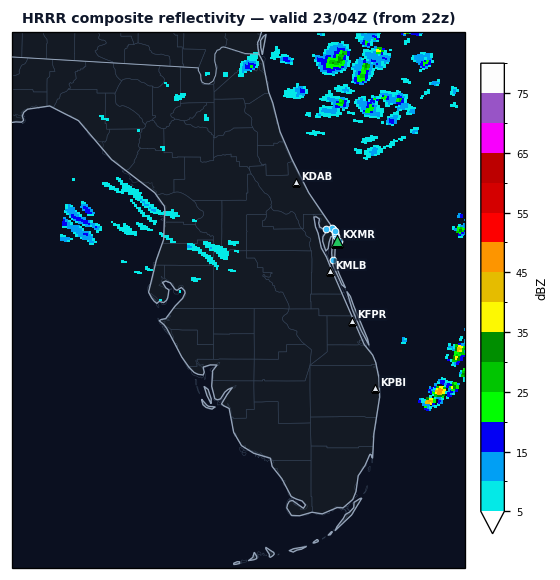 HRRR composite reflectivity — valid 23/04Z (from 22z)
KDAB
KXMR
KMLB
KFPR
KPBI
75
65
55
45
35
25
15
5
dBZ